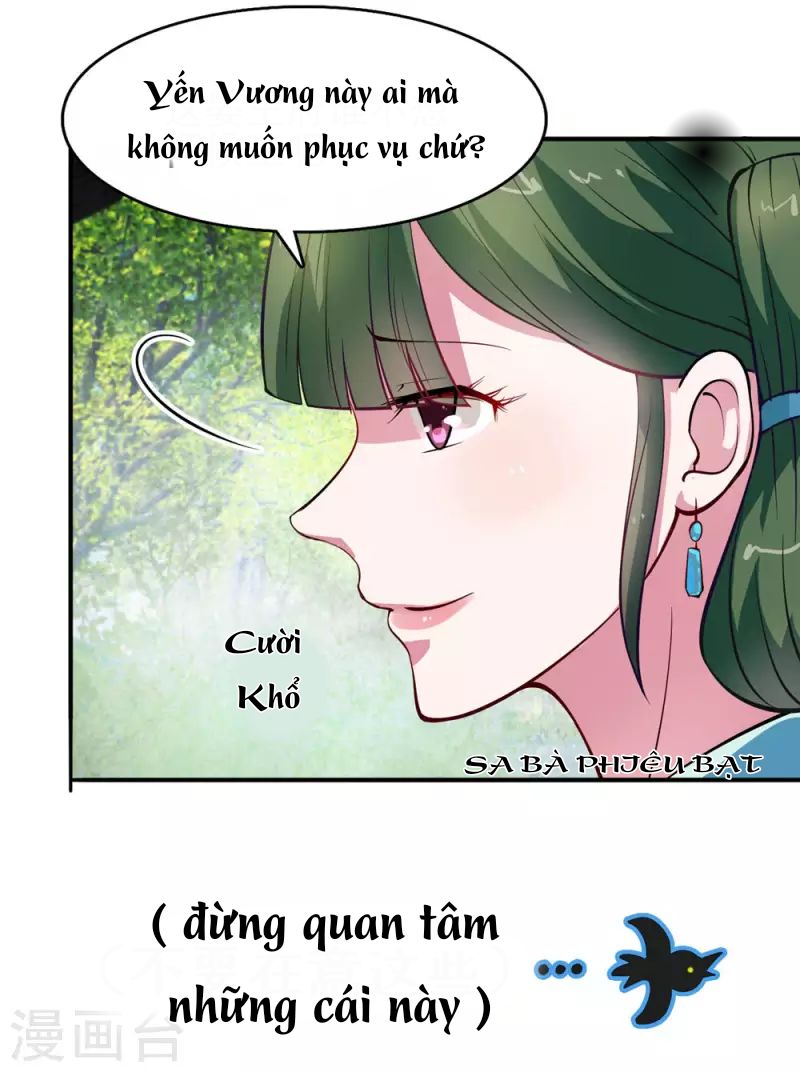 Yến Vương này ai mà
không muốn phục vụ chứ?
Cười
Khổ
SA BÀ PHIÊU BẠT
( đừng quan tâm
những cái này )
...
漫画台